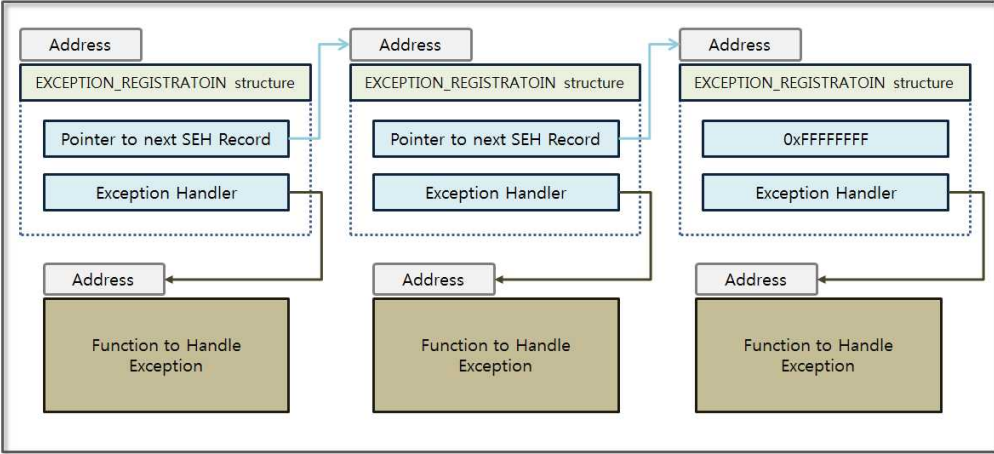 Address
Address
Address
EXCEPTION_REGISTRATOIN structure
EXCEPTION_REGISTRATOIN structure
EXCEPTION_REGISTRATOIN structure
Pointer to next SEH Record
Pointer to next SEH Record
0xFFFFFFFF
Exception Handler
Exception Handler
Exception Handler
Address
Address
Address
Function to Handle
Exception
Function to Handle
Exception
Function to Handle
Exception